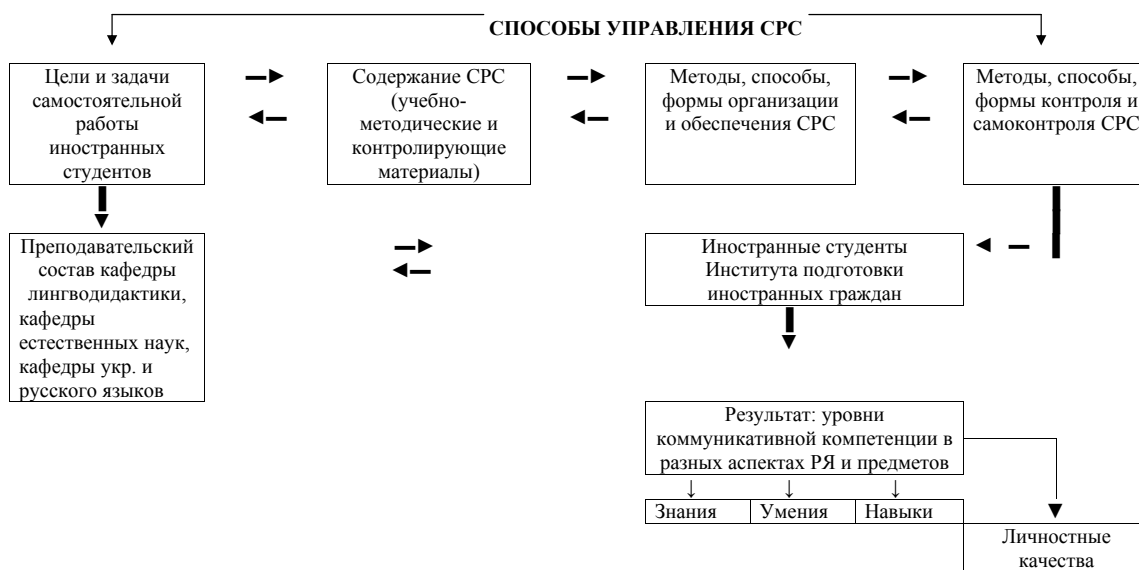 СПОСОБЫ УПРАВЛЕНИЯ СРС
Цели и задачи
самостоятельной
работы
иностранных
студентов
Содержание СРС
(учебно-
методические и
контролирующие
материалы)
Методы, способы,
формы организации
и обеспечения СРС
Методы, способы,
формы контроля и
самоконтроля СРС
Преподавательский
состав кафедры
лингводидактики,
кафедры
естественных наук,
кафедры укр. и
русского языков
Иностранные студенты
Института подготовки
иностранных граждан
Результат: уровни
коммуникативной компетенции в
разных аспектах РЯ и предметов
Знания Умения Навыки
Личностные
качества